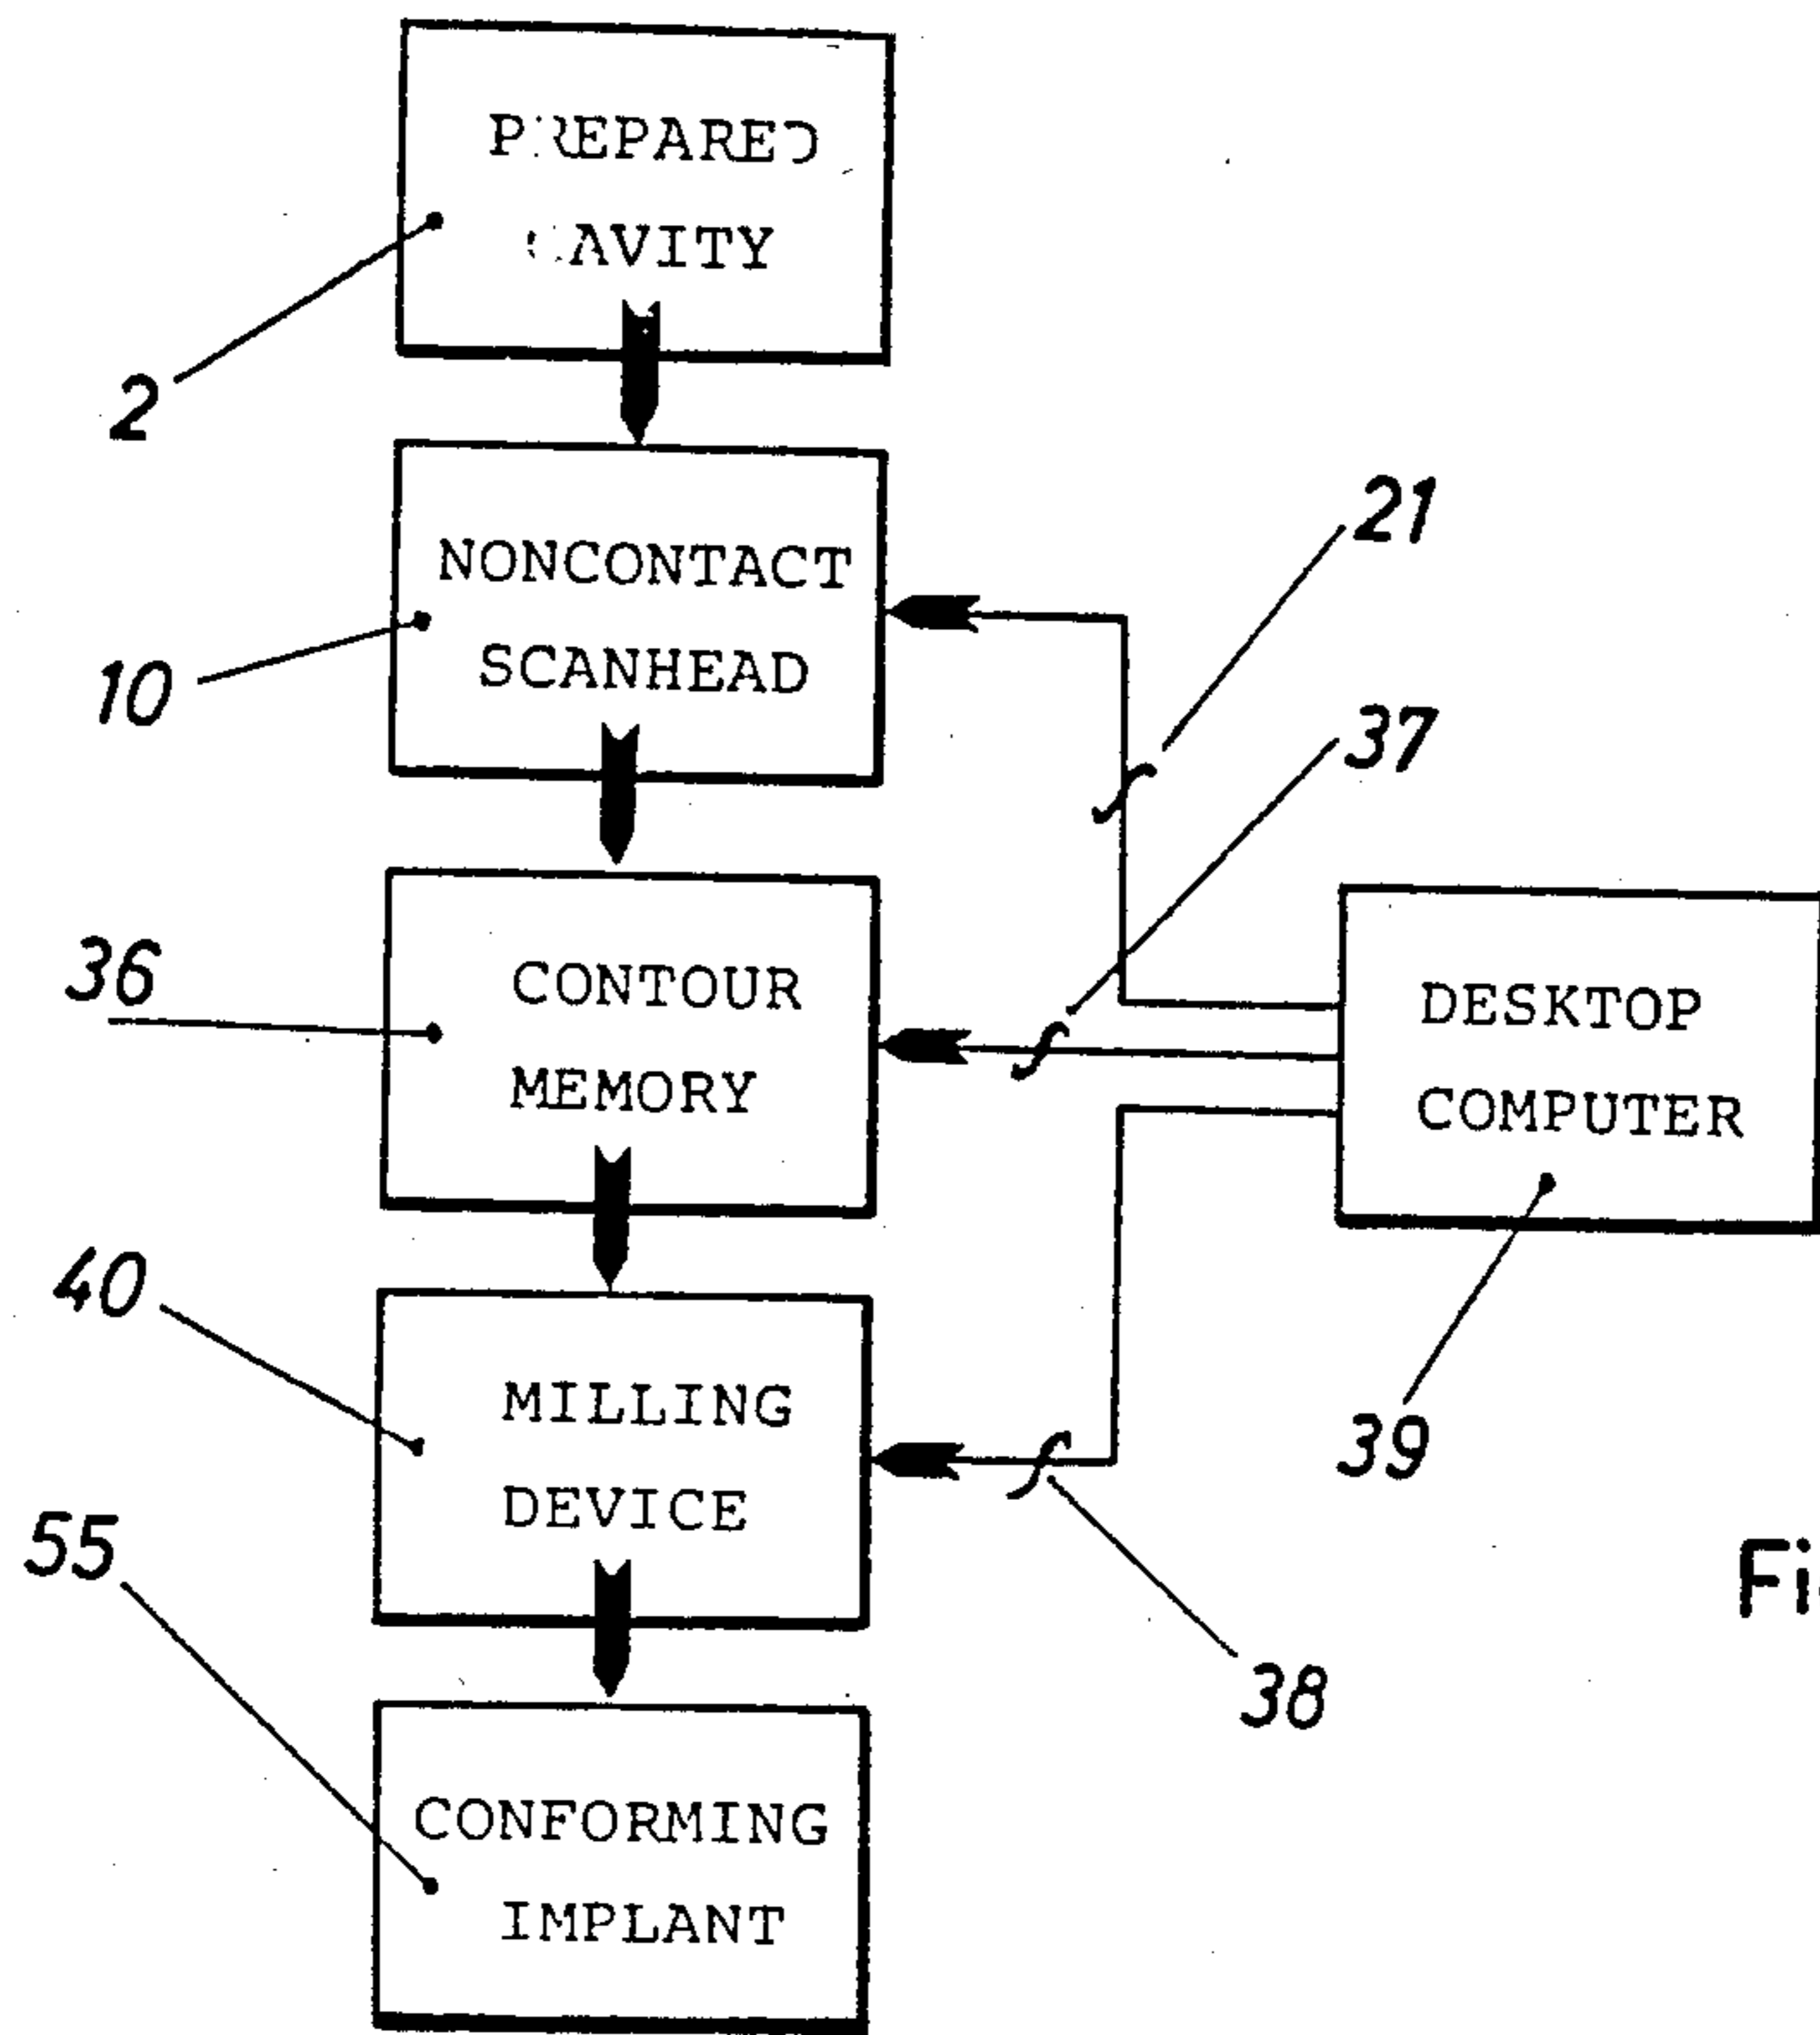 PREPARED
CAVITY
2
NONCONTACT
SCANHEAD
10
21
37
CONTOUR
MEMORY
36
DESKTOP
COMPUTER
39
MILLING
DEVICE
40
38
CONFORMING
IMPLANT
55